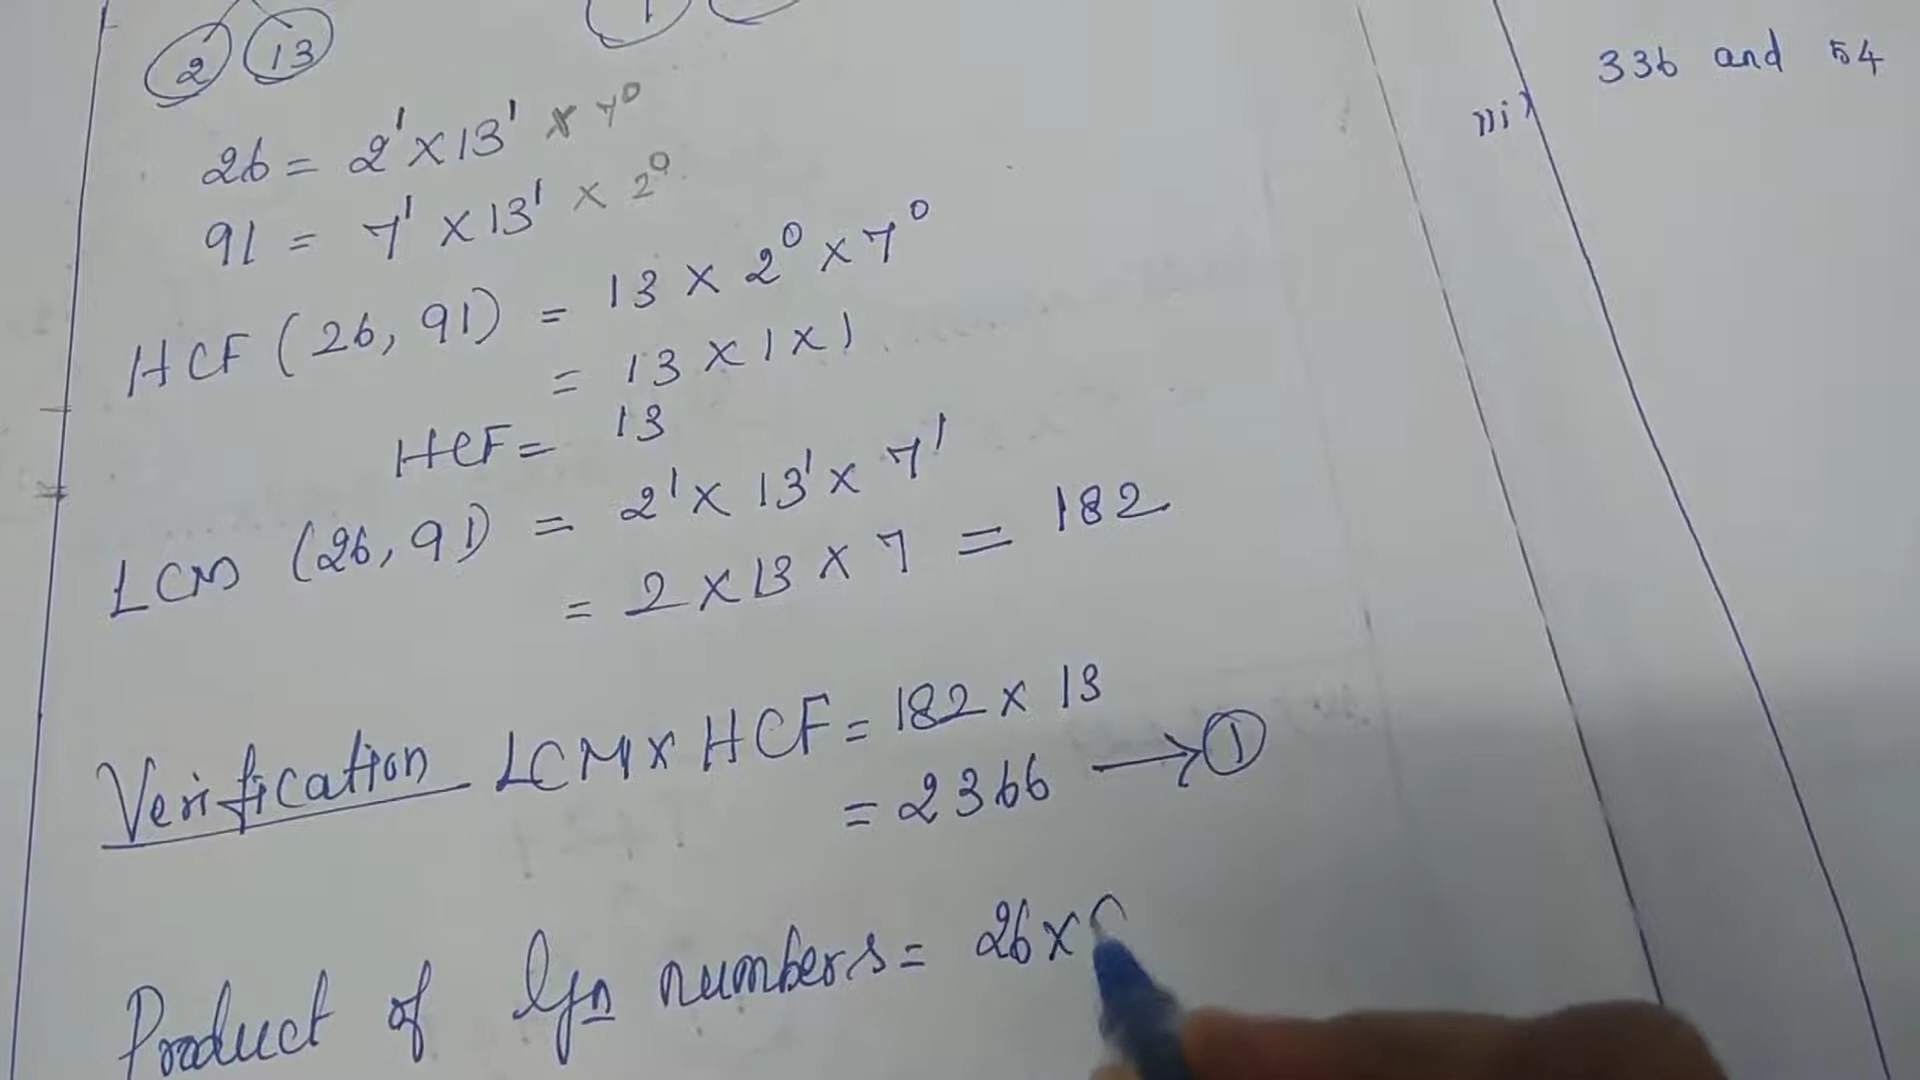 2 13
26 = 2¹ × 13¹ × 7⁰
91 = 7¹ × 13¹ × 2⁰
HCF (26, 91) = 13 × 2⁰ × 7⁰
= 13 × 1 × 1
HCF = 13
LCM (26, 91) = 2¹ × 13¹ × 7¹
= 2 × 13 × 7 = 182
Verification LCM × HCF = 182 × 13
= 2366 → 1
Product of numbers = 26 ×
iii) 336 and 54